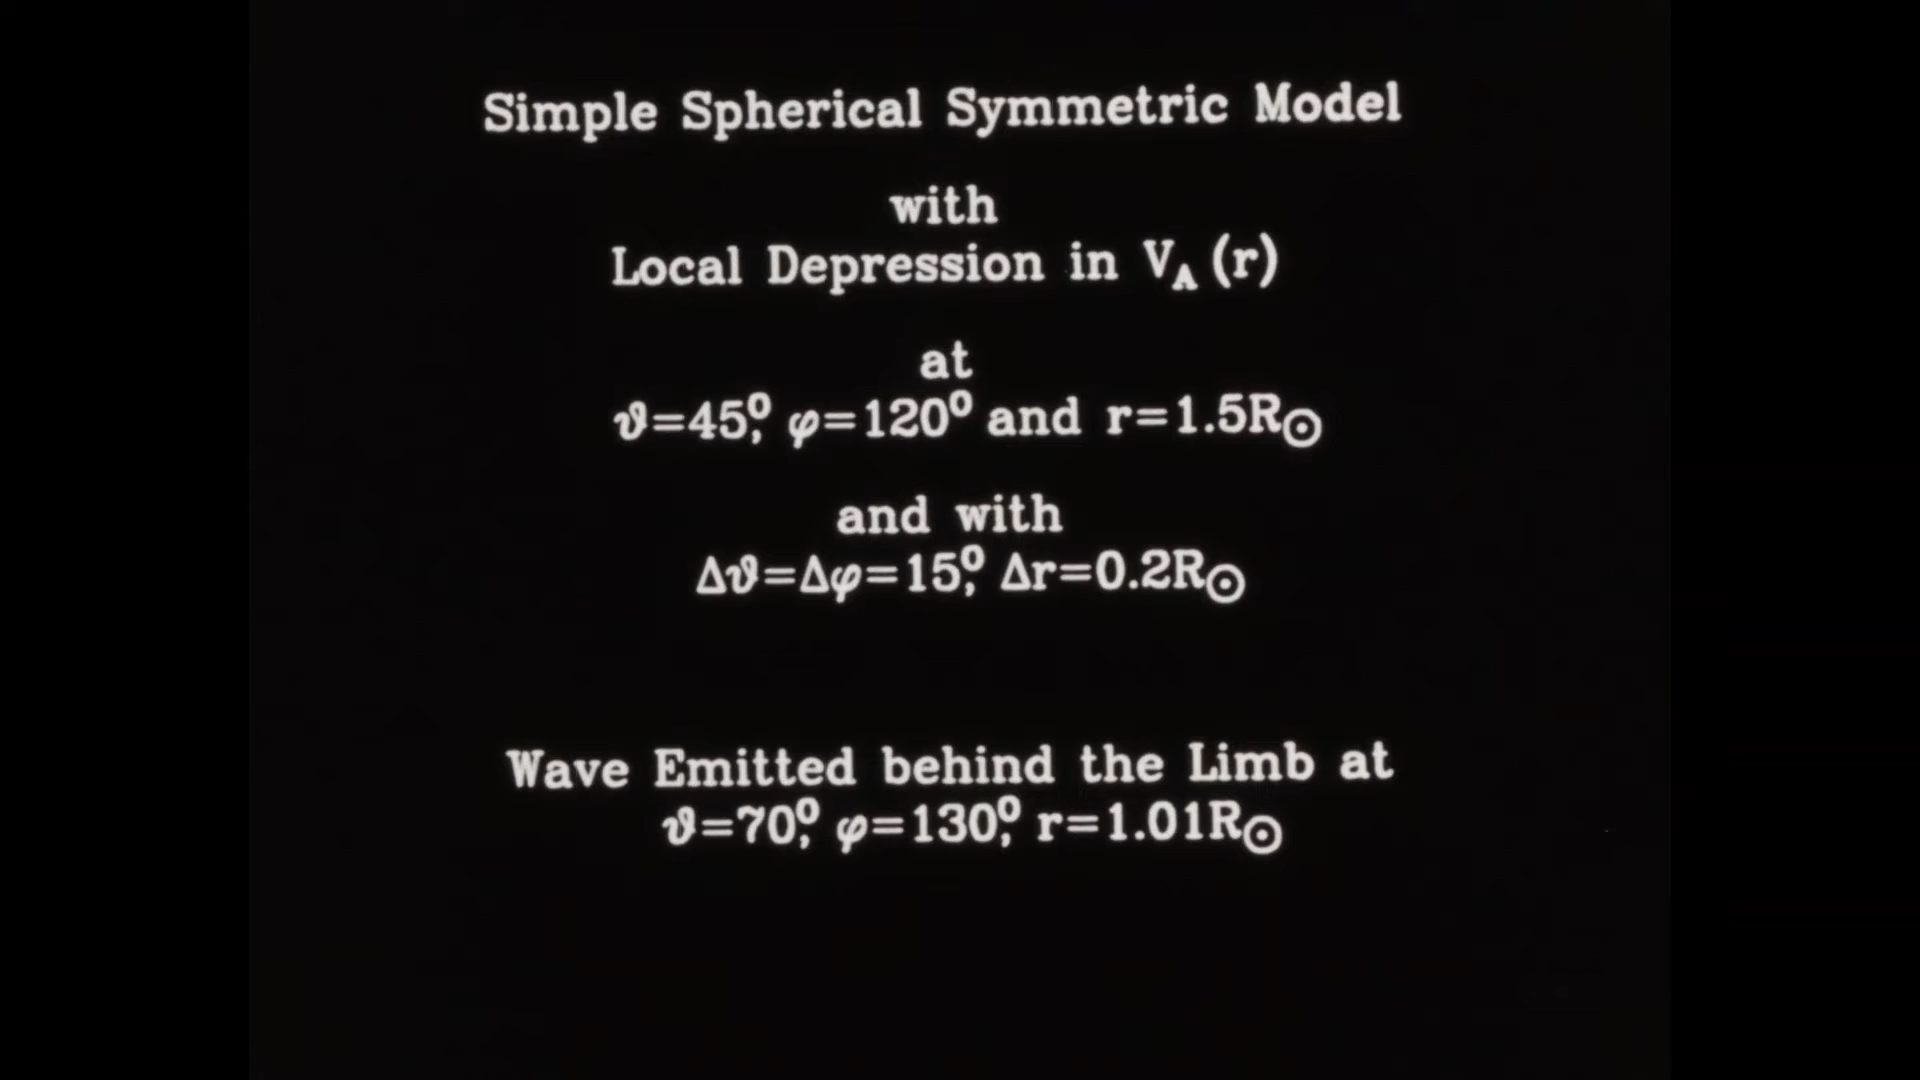 Simple Spherical Symmetric Model
with
Local Depression in V_A (r)
at
ϑ=45°, φ=120° and r=1.5R☉
and with
Δϑ=Δφ=15°, Δr=0.2R☉
Wave Emitted behind the Limb at
ϑ=70°, φ=130°, r=1.01R☉